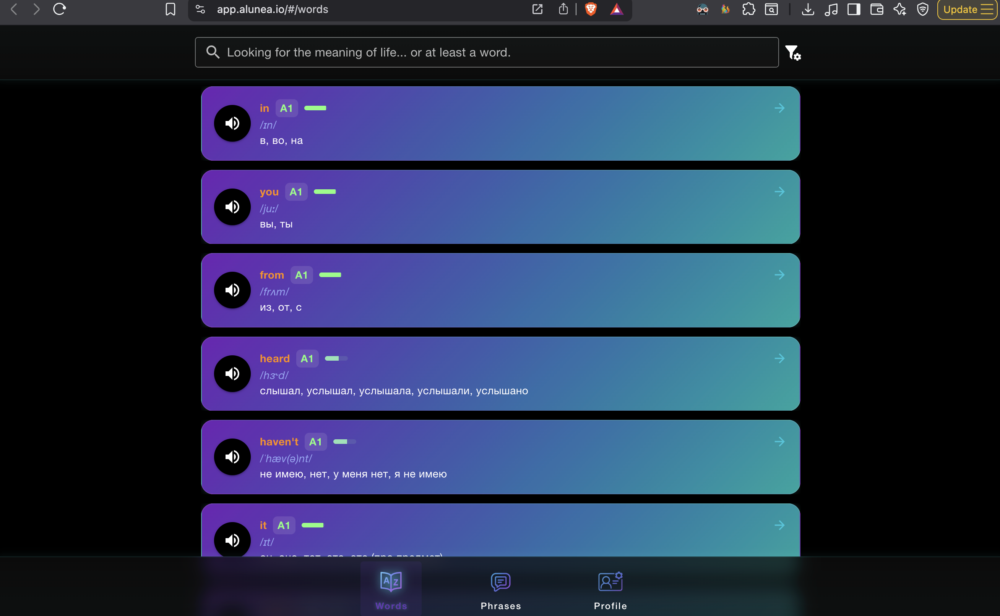 app.alunea.io/#/words
Update
Looking for the meaning of life... or at least a word.
in A1
/ɪn/
в, во, на
you A1
/juː/
вы, ты
from A1
/frʌm/
из, от, с
heard A1
/hɝd/
слышал, услышал, услышала, услышали, услышано
haven't A1
/ˈhæv(ə)nt/
не имею, нет, у меня нет, я не имею
it A1
/ɪt/
A Z
Words
Phrases
Profile